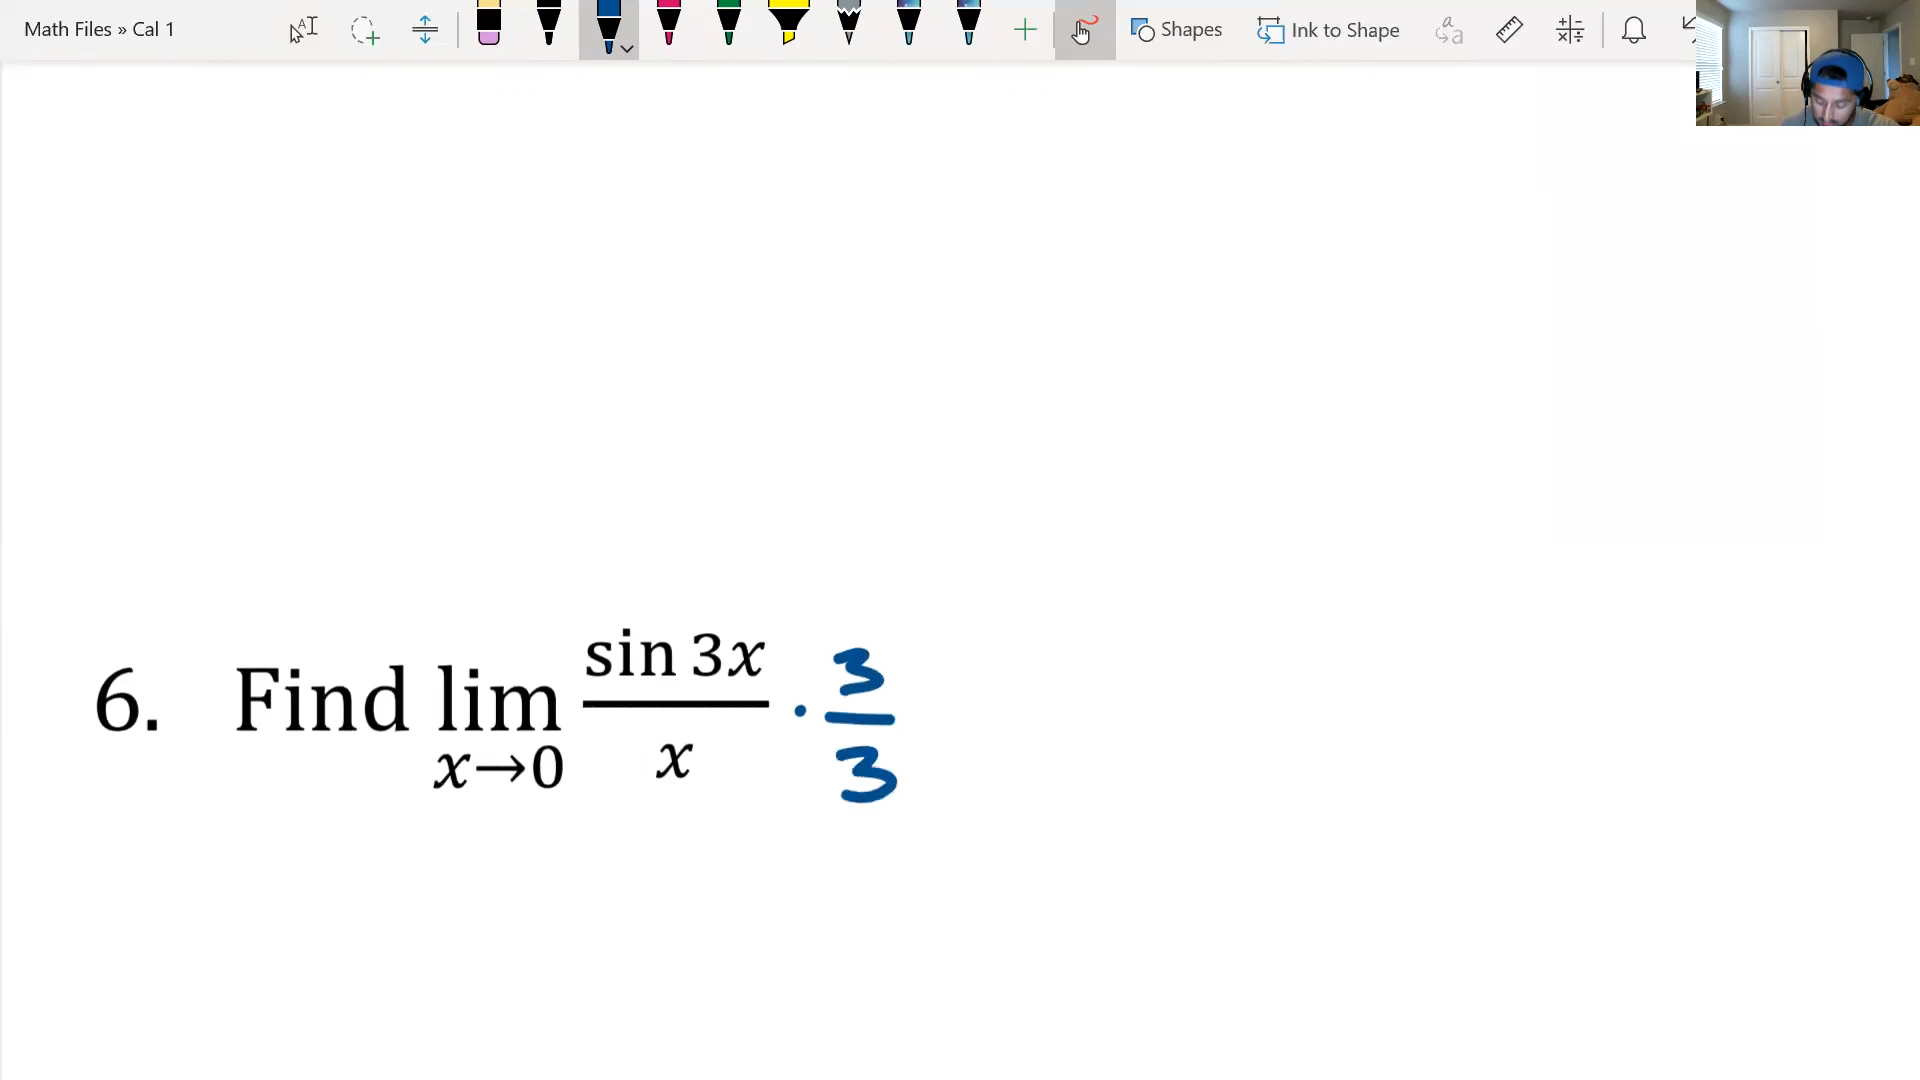 Math Files » Cal 1
Shapes
Ink to Shape
6. Find lim x→0 sin 3x / x · 3 / 3